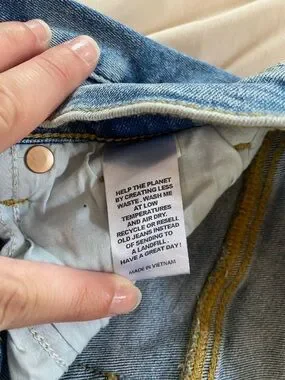 HELP THE PLANET
BY CREATING LESS
WASTE. WASH ME
AT LOW
TEMPERATURES
AND AIR DRY.
RECYCLE OR RESELL
OLD JEANS INSTEAD
OF SENDING TO
A LANDFILL.
HAVE A GREAT DAY!
MADE IN VIETNAM